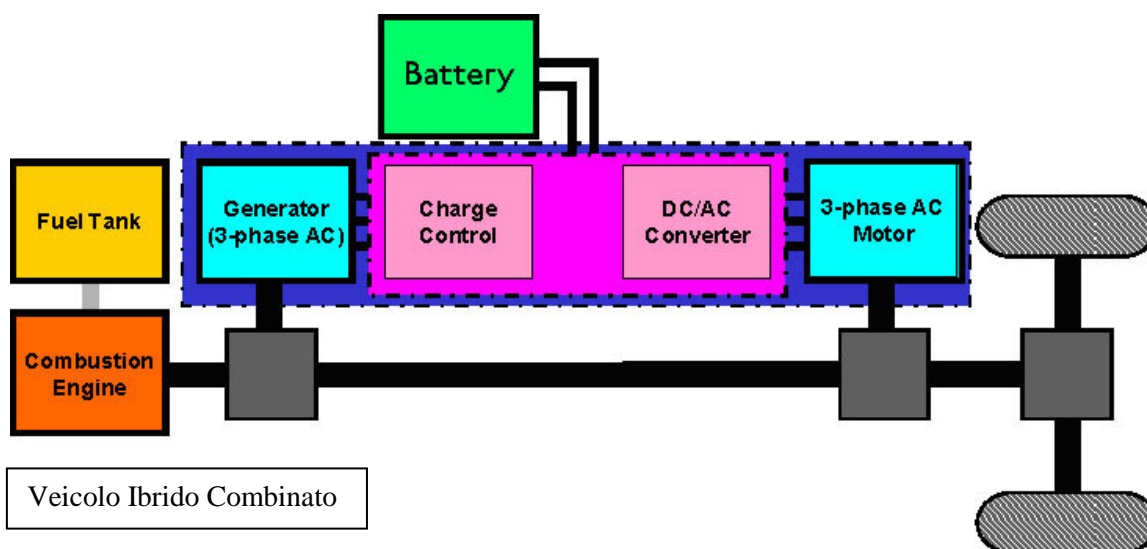 Battery
Fuel Tank
Generator
(3-phase AC)
Charge
Control
DC/AC
Converter
3-phase AC
Motor
Combustion
Engine
Veicolo Ibrido Combinato